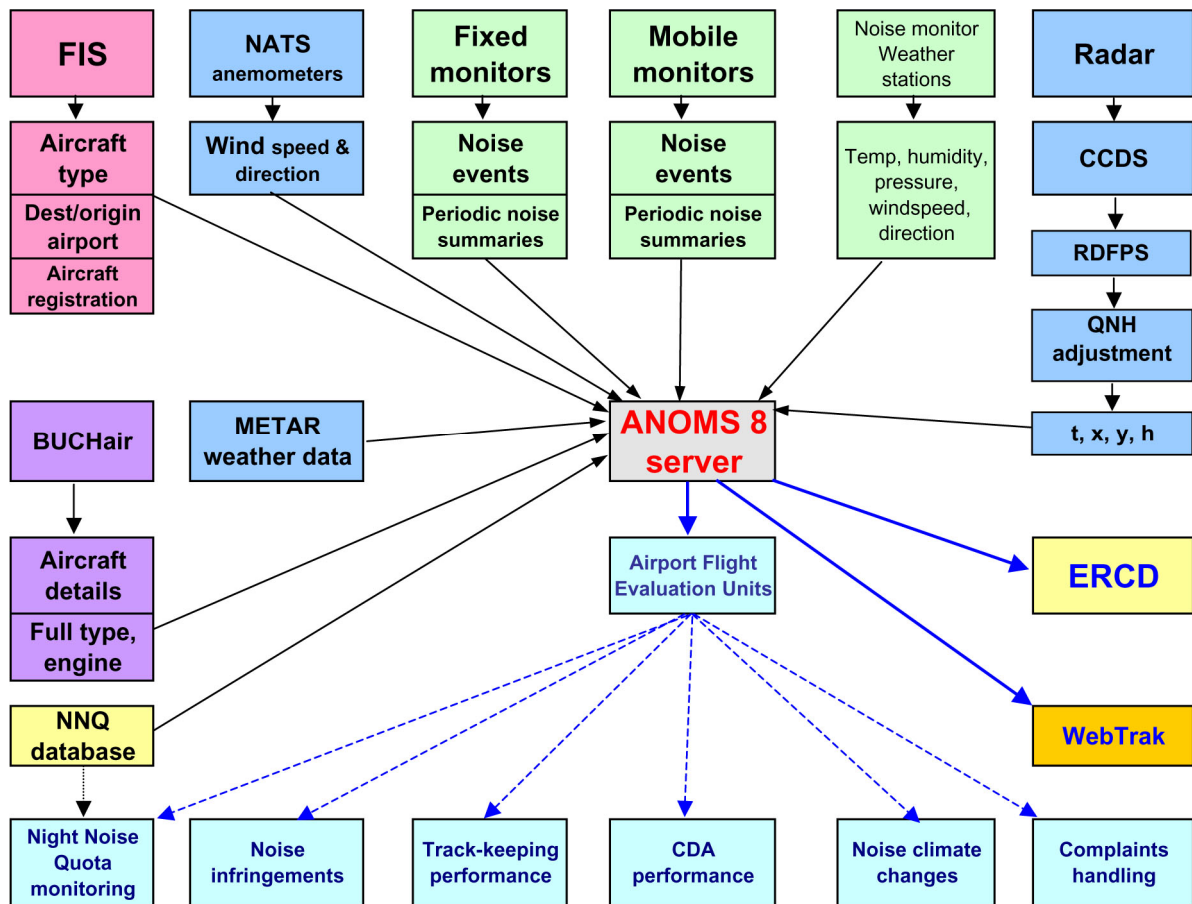 FIS
NATS
anemometers
Fixed
monitors
Mobile
monitors
Noise monitor
Weather
stations
Radar
Aircraft
type
Dest/origin
airport
Aircraft
registration
Wind speed &
direction
Noise
events
Periodic noise
summaries
Noise
events
Periodic noise
summaries
Temp, humidity,
pressure,
windspeed,
direction
CCDS
RDFPS
QNH
adjustment
t, x, y, h
BUCHair
METAR
weather data
ANOMS 8
server
Aircraft
details
Full type,
engine
Airport Flight
Evaluation Units
ERCD
NNQ
database
WebTrak
Night Noise
Quota
monitoring
Noise
infringements
Track-keeping
performance
CDA
performance
Noise climate
changes
Complaints
handling